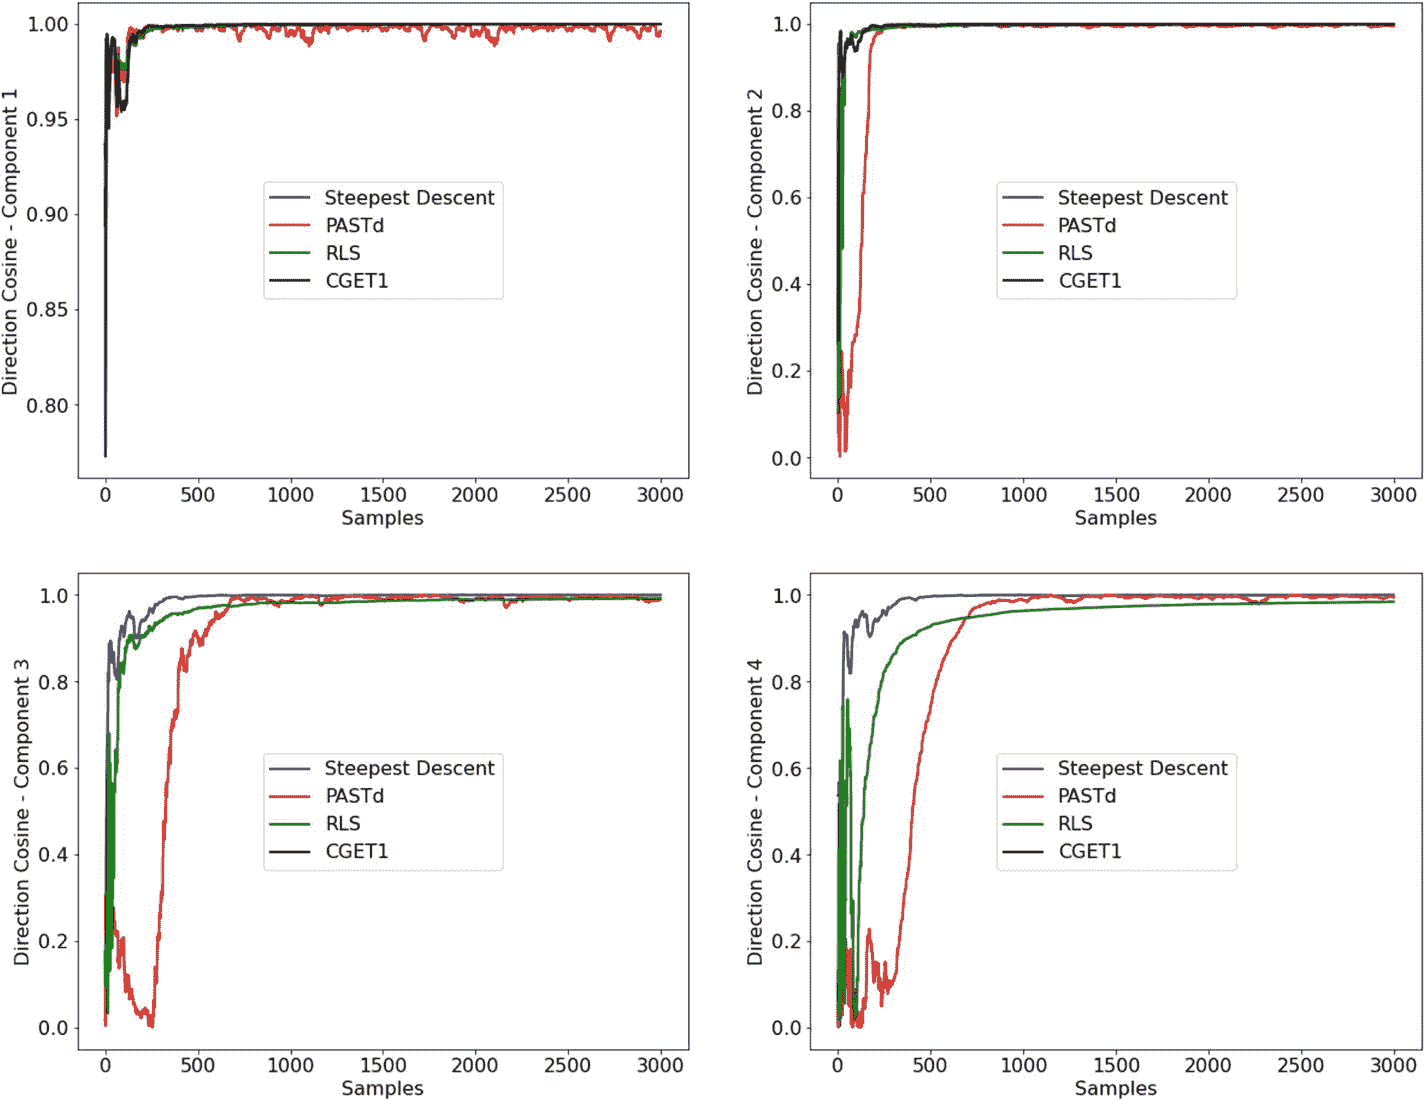 Direction Cosine - Component 1
1.00
0.95
0.90
0.85
0.80
Steepest Descent
PASTd
RLS
CGET1
0 500 1000 1500 2000 2500 3000
Samples
Direction Cosine - Component 2
1.0
0.8
0.6
0.4
0.2
0.0
Steepest Descent
PASTd
RLS
CGET1
0 500 1000 1500 2000 2500 3000
Samples
Direction Cosine - Component 3
1.0
0.8
0.6
0.4
0.2
0.0
Steepest Descent
PASTd
RLS
CGET1
0 500 1000 1500 2000 2500 3000
Samples
Direction Cosine - Component 4
1.0
0.8
0.6
0.4
0.2
0.0
Steepest Descent
PASTd
RLS
CGET1
0 500 1000 1500 2000 2500 3000
Samples